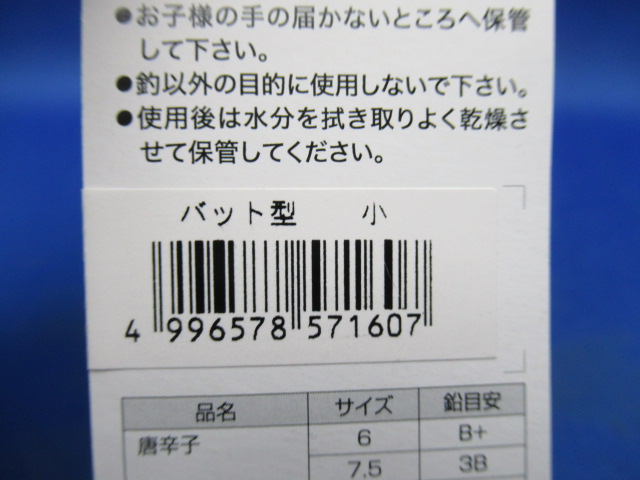 ●お子様の手の届かないところへ保管
して下さい。
●釣以外の目的に使用しないで下さい。
●使用後は水分を拭き取りよく乾燥さ
せて保管してください。
バット型 小
4 996578 571607
品名 サイズ 鉛目安
唐辛子 6 B+
7.5 3B